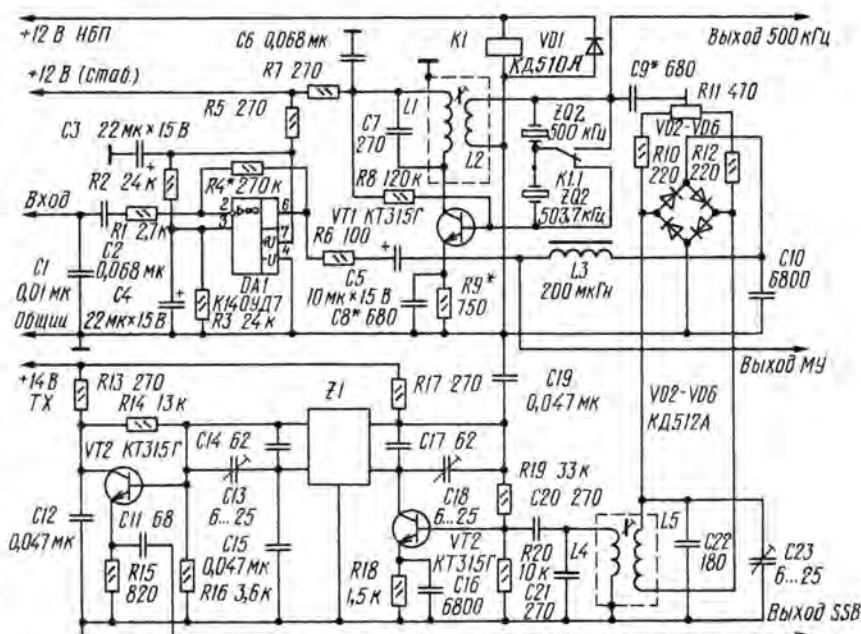 +12 В НБП
C6 0,068 мк
K1
VD1
КД510А
Выход 500 кГц
+12 В (стаб.)
R7 270
C9* 680
R11 470
R5 270
L1
ZQ2
500 кГц
VD2-VD6
C3
22 мк×15 В
C7
270
L2
R10
220
R12
220
R2
24 к
R4* 270 к
R8 120 к
K1.1
ZQ2
503,7 кГц
Вход
2
3
6
7
4
+U
-U
VT1 КТ315Г
R1 2,7 к
R6 100
C2
0,068 мк
DA1
К140УД7
C5
10 мк×15 В
R9*
750
L3
200 мкГн
C10
6800
C1
0,01 мк
C4
22 мк×15 В
R3 24 к
C8* 680
Общий
Выход МУ
+14 В
TX
R13 270
Z1
R17 270
C19
0,047 мк
VD2-VD6
КД512А
R14 13 к
VT2 КТ315Г
C14 62
C17 62
R19 33 к
C13
6...25
C18
6...25
C20 270
C12
0,047 мк
C11 68
C15
0,047 мк
VT2
КТ315Г
R20
10 к
L4
L5
C22
180
C23
6...25
R15
820
R16 3,6 к
R18
1,5 к
C16
6800
C21
270
Выход SSB